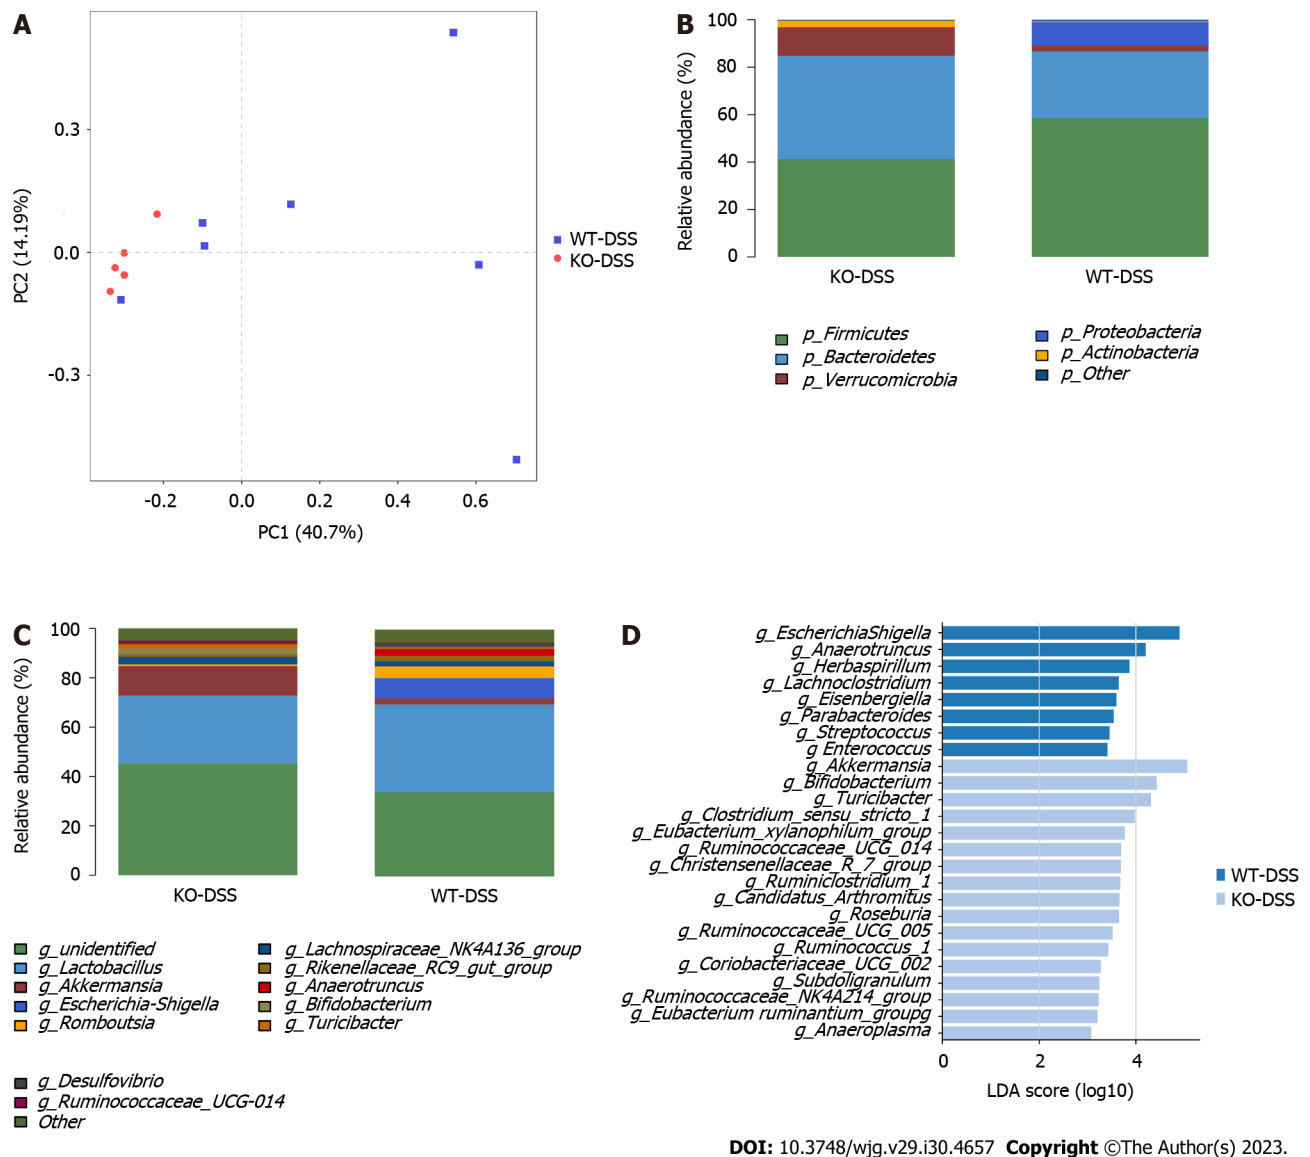 A
0.3
0.0
-0.3
PC2 (14.19%)
-0.2 0.0 0.2 0.4 0.6
PC1 (40.7%)
WT-DSS
KO-DSS
B
100
80
60
40
20
0
Relative abundance (%)
KO-DSS WT-DSS
p_Firmicutes
p_Bacteroidetes
p_Verrucomicrobia
p_Proteobacteria
p_Actinobacteria
p_Other
C
100
80
60
40
20
0
Relative abundance (%)
KO-DSS WT-DSS
g_unidentified
g_Lactobacillus
g_Akkermansia
g_Escherichia-Shigella
g_Romboutsia
g_Lachnospiraceae_NK4A136_group
g_Rikenellaceae_RC9_gut_group
g_Anaerotruncus
g_Bifidobacterium
g_Turicibacter
g_Desulfovibrio
g_Ruminococcaceae_UCG-014
Other
D
g_EscherichiaShigella
g_Anaerotruncus
g_Herbaspirillum
g_Lachnoclostridium
g_Eisenbergiella
g_Parabacteroides
g_Streptococcus
g Enterococcus
g_Akkermansia
g_Bifidobacterium
g_Turicibacter
g_Clostridium_sensu_stricto_1
g_Eubacterium_xylanophilum_group
g_Ruminococcaceae_UCG_014
g_Christensenellaceae_R_7_group
g_Ruminiclostridium_1
g_Candidatus_Arthromitus
g_Roseburia
g_Ruminococcaceae_UCG_005
g_Ruminococcus_1
g_Coriobacteriaceae_UCG_002
g_Subdoligranulum
g_Ruminococcaceae_NK4A214_group
g_Eubacterium ruminantium_groupg
g_Anaeroplasma
0 2 4
LDA score (log10)
WT-DSS
KO-DSS
DOI: 10.3748/wjg.v29.i30.4657 Copyright ©The Author(s) 2023.